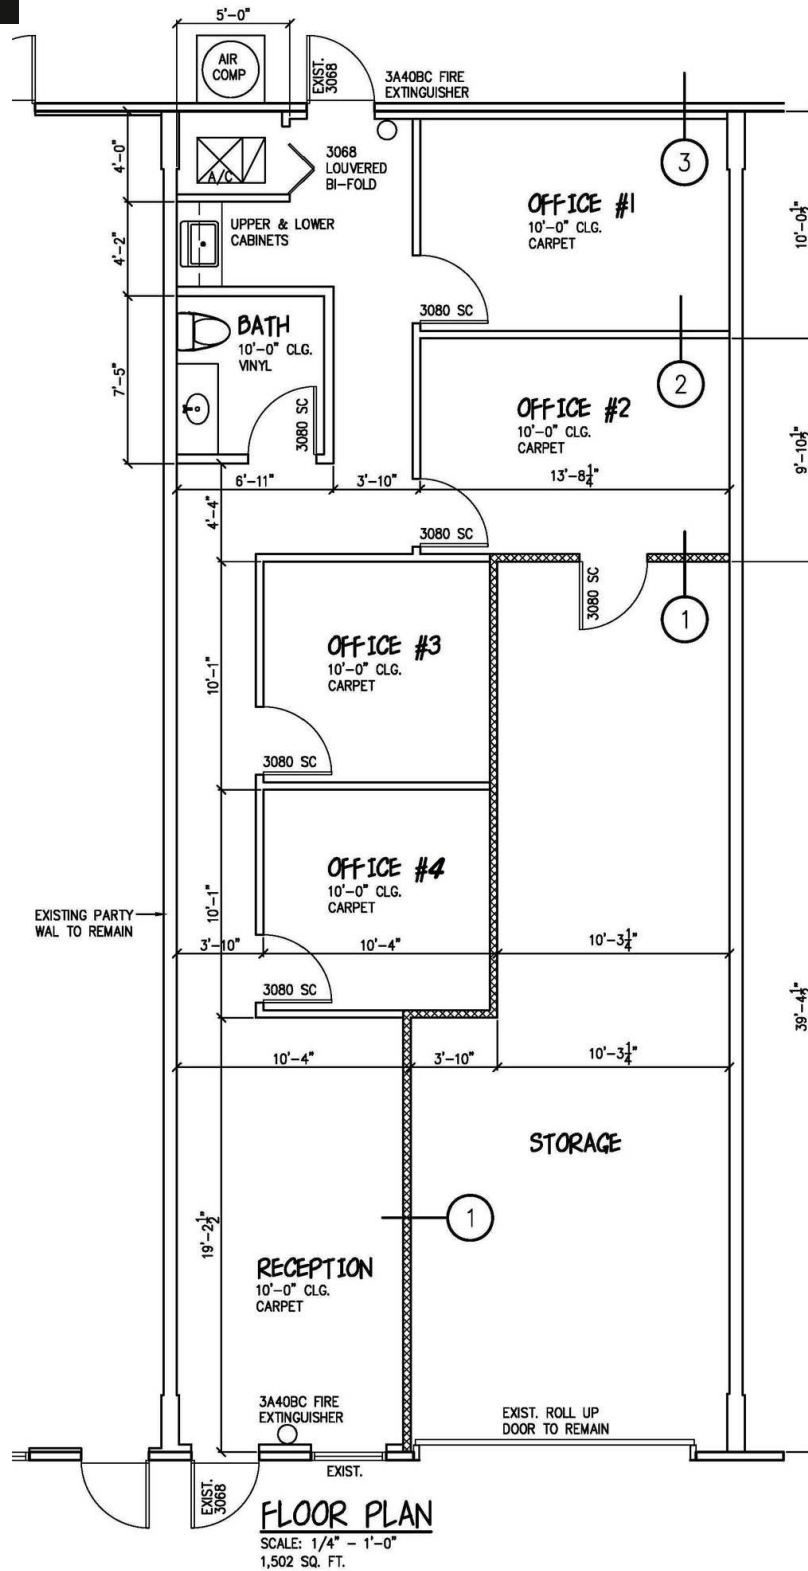 5'-0"
AIR
COMP
EXIST.
3068
3A40BC FIRE
EXTINGUISHER
4'-0"
A/C
3068
LOUVERED
BI-FOLD
3
OFFICE #1
10'-0" CLG.
CARPET
10'-0½"
UPPER & LOWER
CABINETS
4'-2"
3080 SC
BATH
10'-0" CLG.
VINYL
7'-5"
3080 SC
2
OFFICE #2
10'-0" CLG.
CARPET
9'-10½"
6'-11"
3'-10"
13'-8¼"
4'-4"
3080 SC
3080 SC
1
OFFICE #3
10'-0" CLG.
CARPET
10'-1"
3080 SC
OFFICE #4
10'-0" CLG.
CARPET
10'-1"
EXISTING PARTY
WAL TO REMAIN
3'-10"
10'-4"
10'-3¼"
3080 SC
39'-4½"
10'-4"
3'-10"
10'-3¼"
STORAGE
19'-2½"
1
RECEPTION
10'-0" CLG.
CARPET
3A40BC FIRE
EXTINGUISHER
EXIST. ROLL UP
DOOR TO REMAIN
EXIST.
EXIST.
3068
FLOOR PLAN
SCALE: 1/4" - 1'-0"
1,502 SQ. FT.